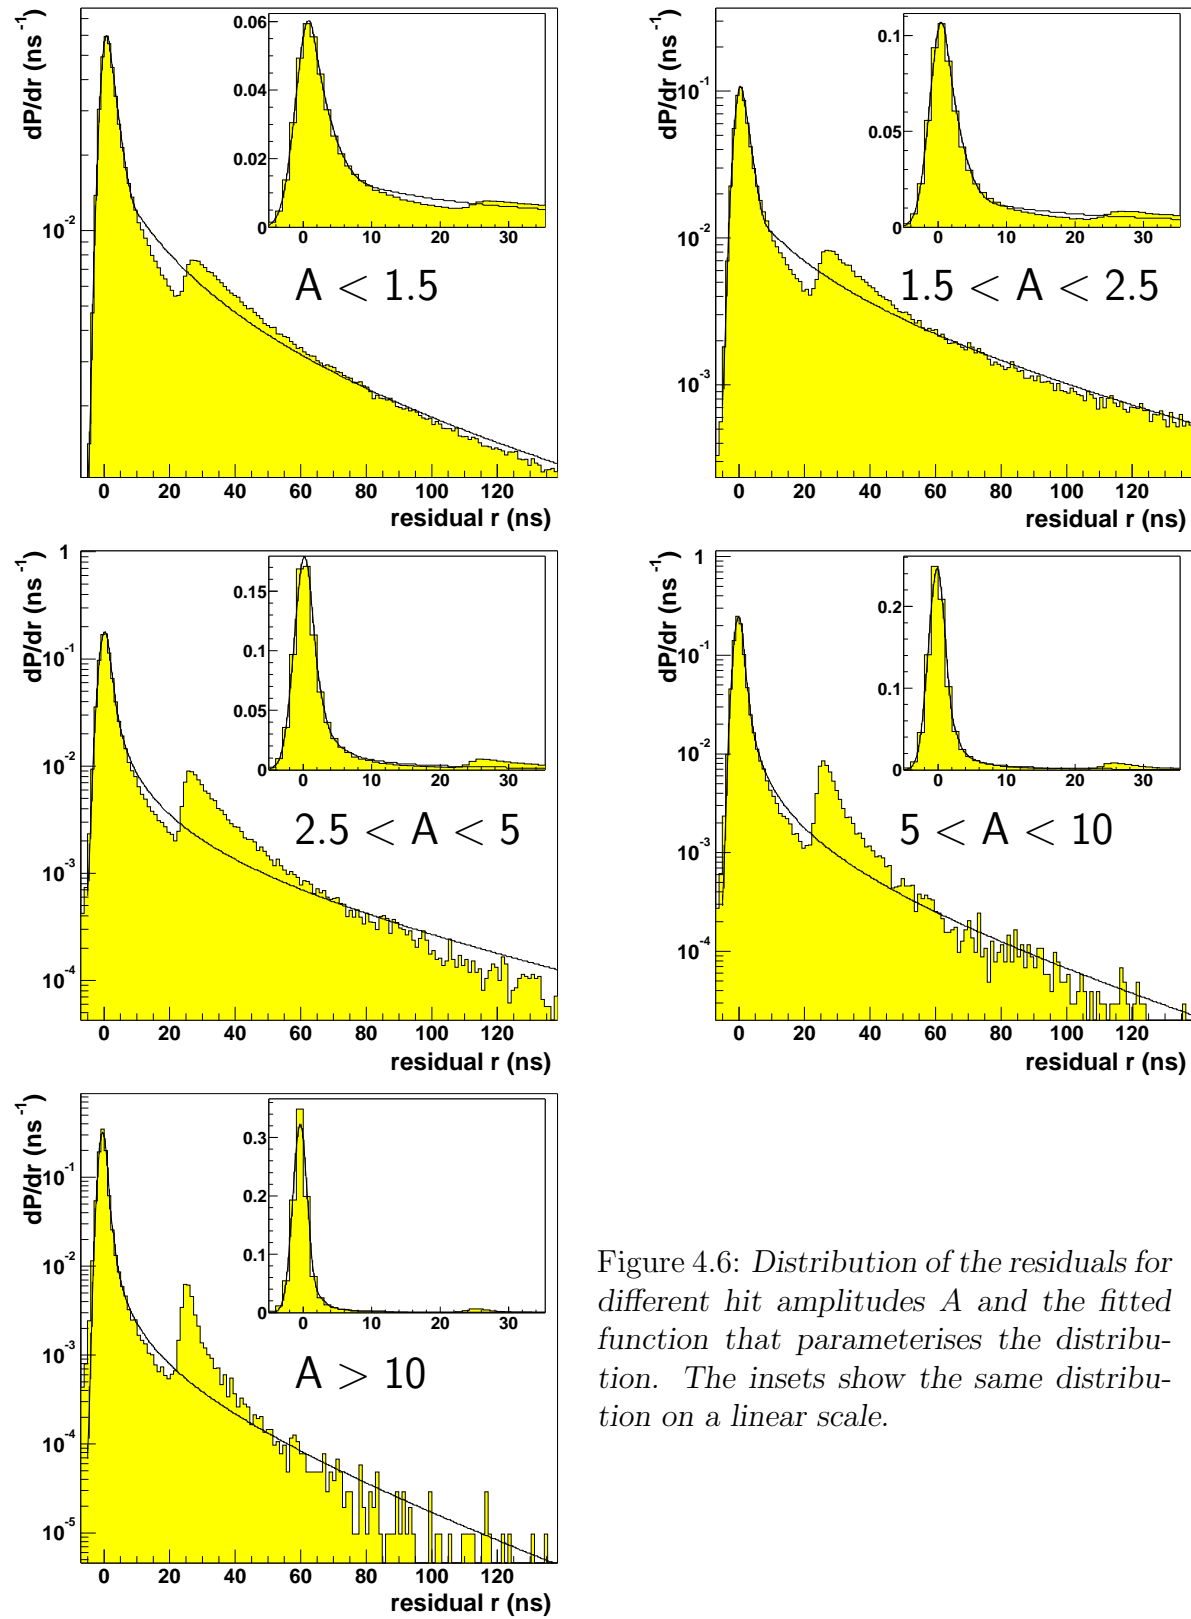 dP/dr (ns -1)
10 -2
0 20 40 60 80 100 120
residual r (ns)
0 0.02 0.04 0.06
0 10 20 30
A < 1.5
dP/dr (ns -1)
10 -1
10 -2
10 -3
0 20 40 60 80 100 120
residual r (ns)
0 0.05 0.1
0 10 20 30
1.5 < A < 2.5
dP/dr (ns -1)
1
10 -1
10 -2
10 -3
10 -4
0 20 40 60 80 100 120
residual r (ns)
0 0.05 0.1 0.15
0 10 20 30
2.5 < A < 5
dP/dr (ns -1)
1
10 -1
10 -2
10 -3
10 -4
0 20 40 60 80 100 120
residual r (ns)
0 0.1 0.2
0 10 20 30
5 < A < 10
dP/dr (ns -1)
10 -1
10 -2
10 -3
10 -4
10 -5
0 20 40 60 80 100 120
residual r (ns)
0 0.1 0.2 0.3
0 10 20 30
A > 10
Figure 4.6: Distribution of the residuals for
different hit amplitudes A and the fitted
function that parameterises the distribu-
tion. The insets show the same distribu-
tion on a linear scale.